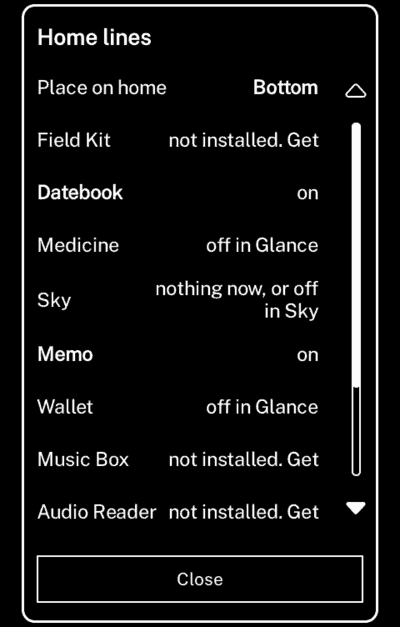 Home lines
Place on home Bottom
Field Kit not installed. Get
Datebook on
Medicine off in Glance
Sky nothing now, or off
in Sky
Memo on
Wallet off in Glance
Music Box not installed. Get
Audio Reader not installed. Get
Close